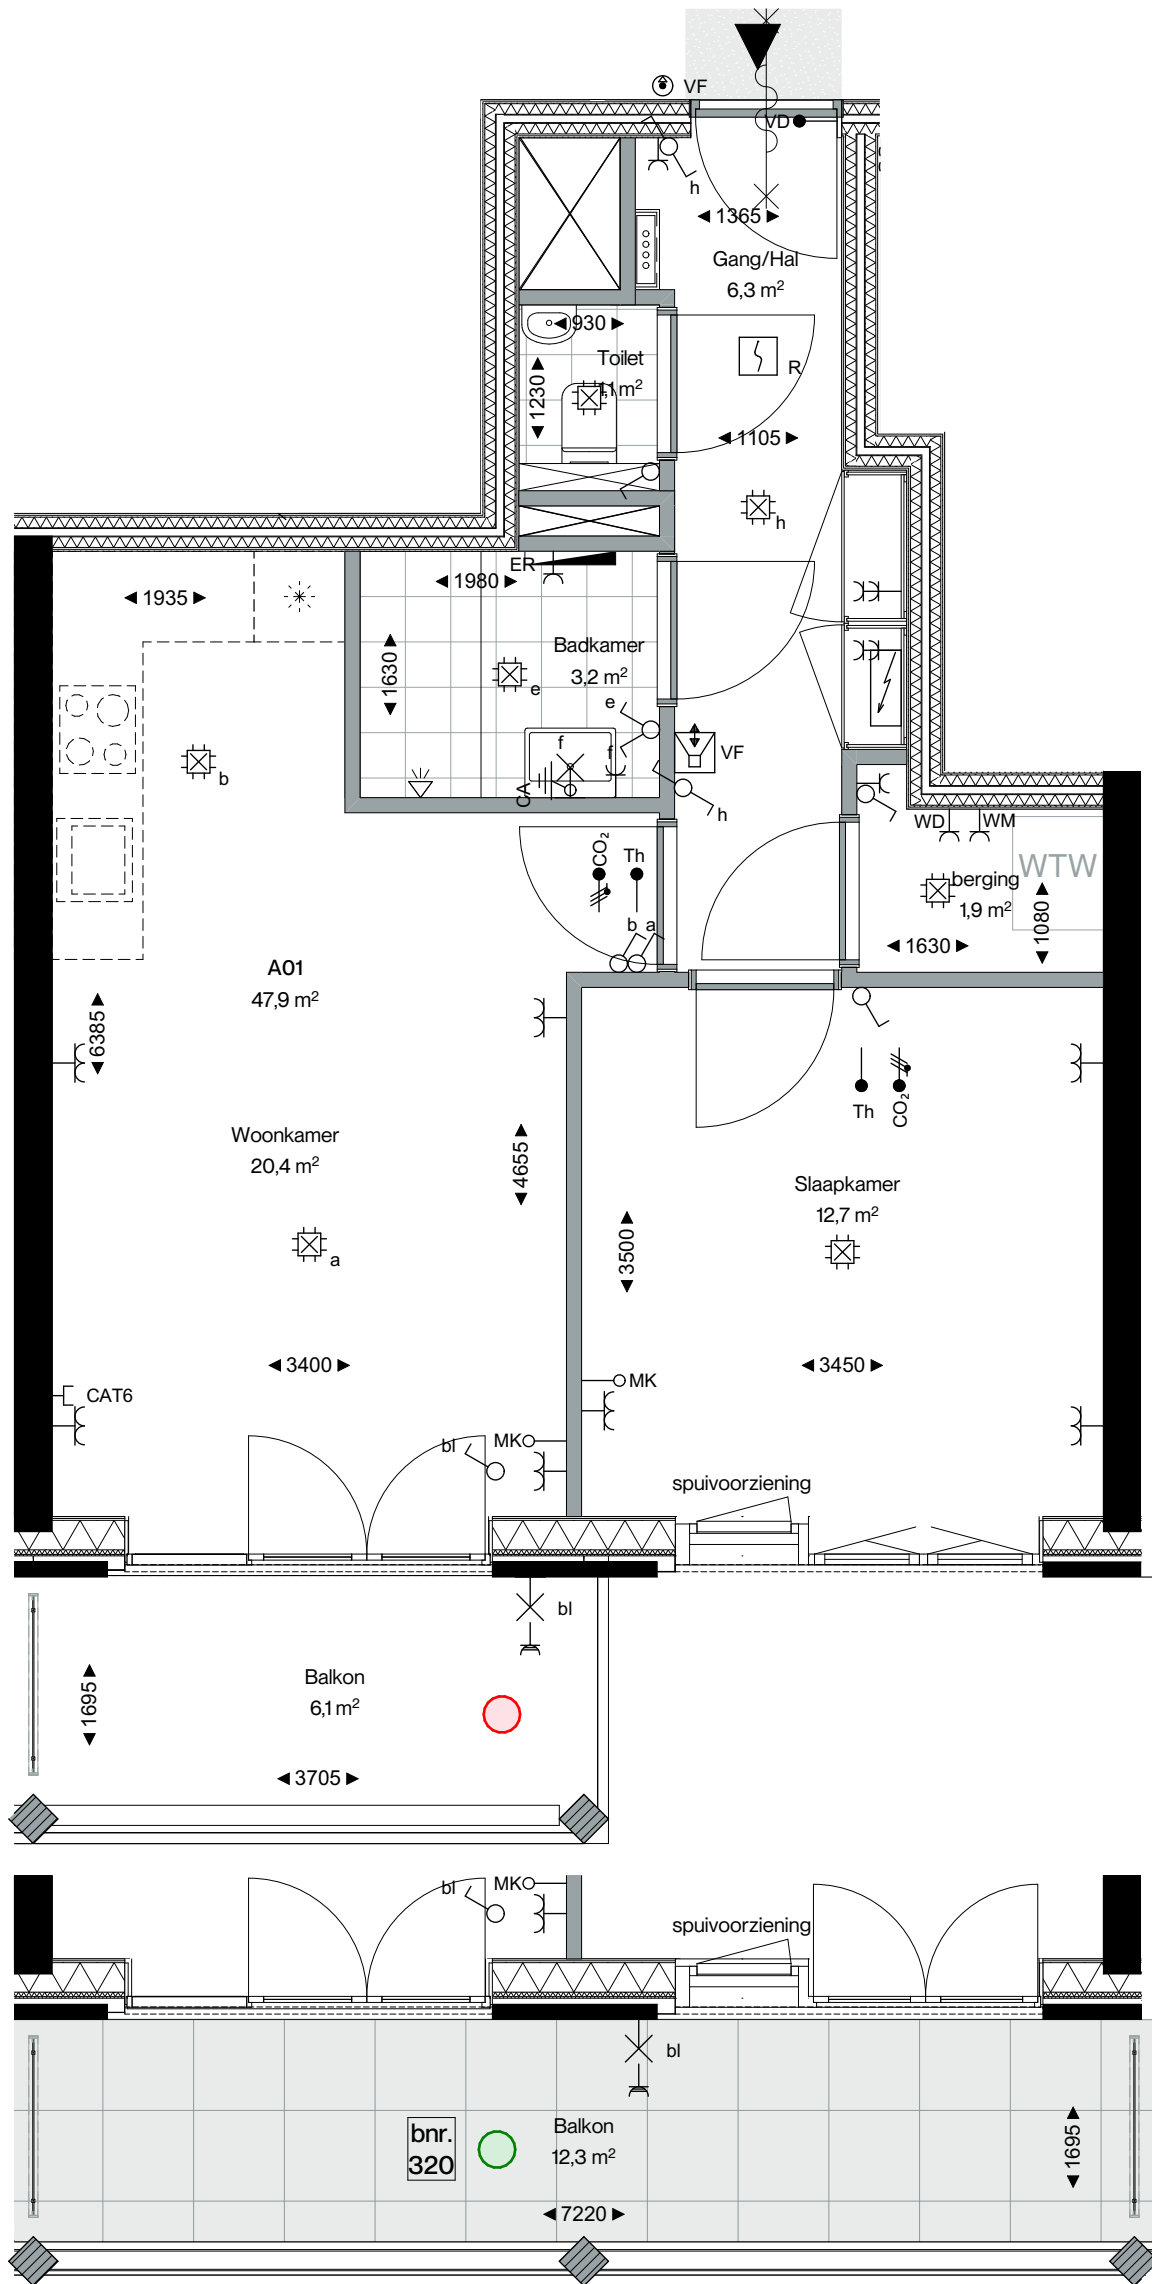 VF
VD
h
1365
Gang/Hal
6,3 m²
930
Toilet
1,1 m²
1230
R
1105
h
ER
1935
1980
Badkamer
3,2 m²
1630
e
e
f
f
b
CA
VF
h
WD
WM
WTW
berging
1,9 m²
1630
1080
CO₂
Th
b
a
A01
47,9 m²
6385
Th
CO₂
Woonkamer
20,4 m²
4655
Slaapkamer
12,7 m²
3500
a
3400
3450
MK
CAT6
bl
MK
spuivoorziening
bl
Balkon
6,1 m²
1695
3705
bl
MK
spuivoorziening
bl
bnr.
320
Balkon
12,3 m²
1695
7220